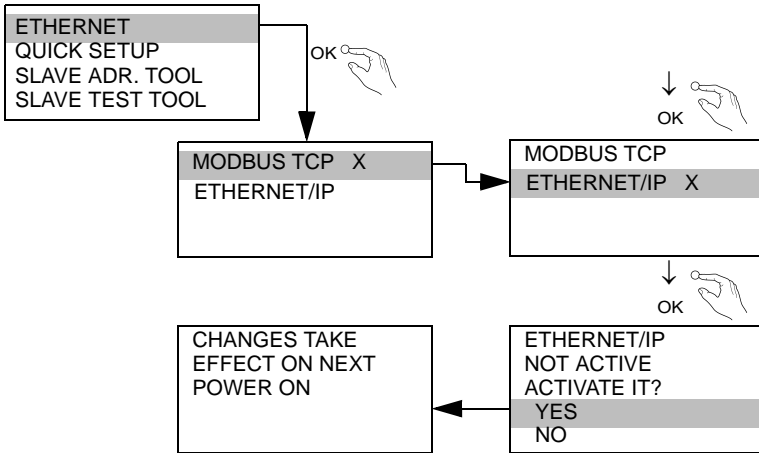 ETHERNET
QUICK SETUP
SLAVE ADR. TOOL
SLAVE TEST TOOL
OK
MODBUS TCP X
ETHERNET/IP
↓
OK
MODBUS TCP
ETHERNET/IP X
↓
OK
ETHERNET/IP
NOT ACTIVE
ACTIVATE IT?
YES
NO
CHANGES TAKE
EFFECT ON NEXT
POWER ON